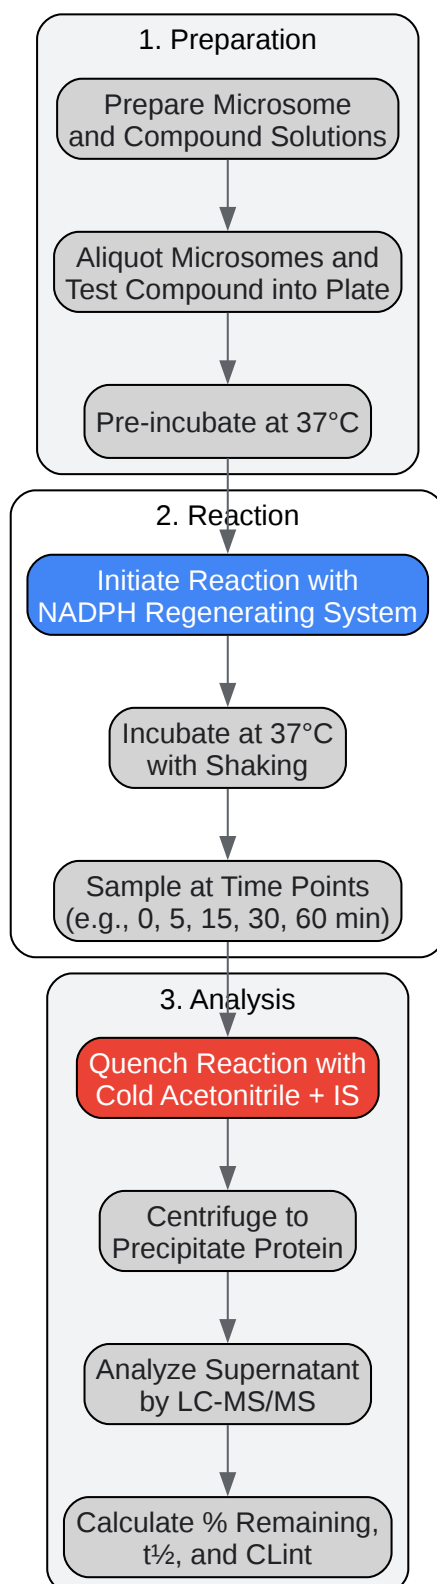 1. Preparation
Prepare Microsome
and Compound Solutions
Aliquot Microsomes and
Test Compound into Plate
Pre-incubate at 37°C
2. Reaction
Initiate Reaction with
NADPH Regenerating System
Incubate at 37°C
with Shaking
Sample at Time Points
(e.g., 0, 5, 15, 30, 60 min)
3. Analysis
Quench Reaction with
Cold Acetonitrile + IS
Centrifuge to
Precipitate Protein
Analyze Supernatant
by LC-MS/MS
Calculate % Remaining,
t½, and CLint